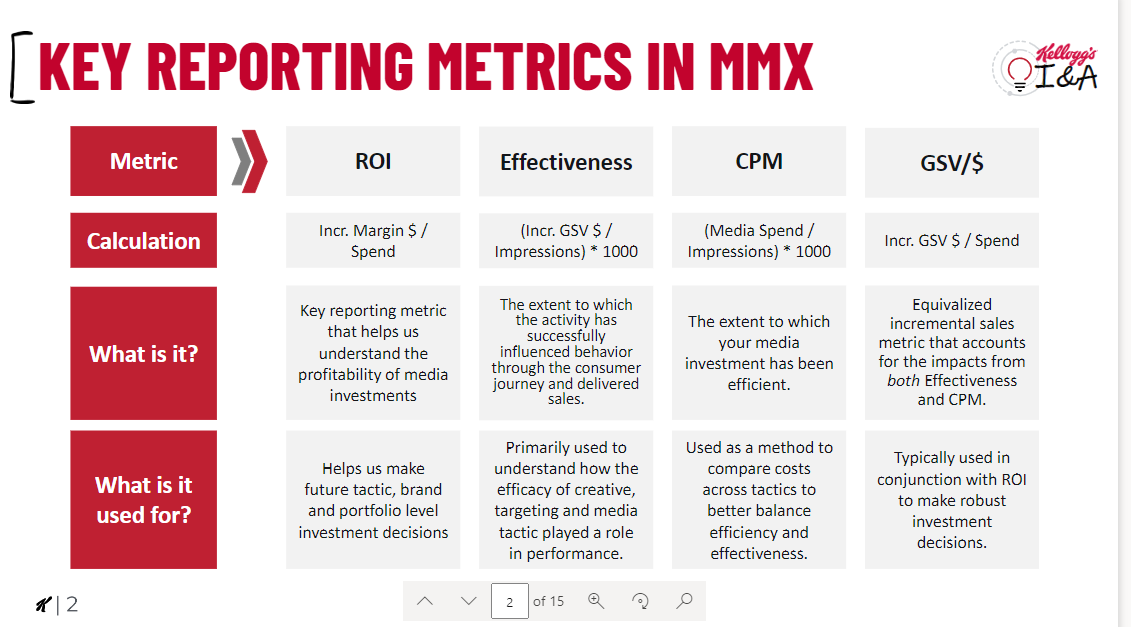 KEY REPORTING METRICS IN MMX
Kellogg's
I&A
Metric
ROI
Effectiveness
CPM
GSV/$
Calculation
Incr. Margin $ /
Spend
(Incr. GSV $ /
Impressions) * 1000
(Media Spend /
Impressions) * 1000
Incr. GSV $ / Spend
What is it?
Key reporting metric
that helps us
understand the
profitability of media
investments
The extent to which
the activity has
successfully
influenced behavior
through the consumer
journey and delivered
sales.
The extent to which
your media
investment has been
efficient.
Equivalized
incremental sales
metric that accounts
for the impacts from
both Effectiveness
and CPM.
What is it
used for?
Helps us make
future tactic, brand
and portfolio level
investment decisions
Primarily used to
understand how the
efficacy of creative,
targeting and media
tactic played a role
in performance.
Used as a method to
compare costs
across tactics to
better balance
efficiency and
effectiveness.
Typically used in
conjunction with ROI
to make robust
investment
decisions.
K | 2
2 of 15